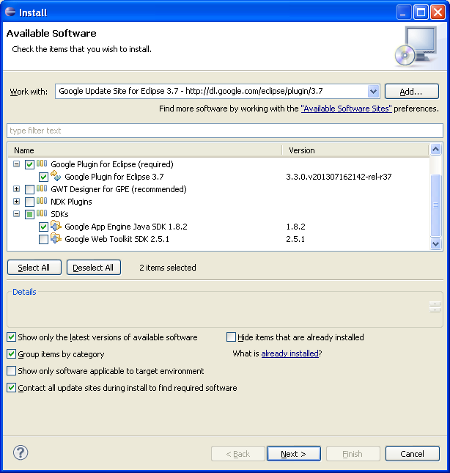 Install
Available Software
Check the items that you wish to install.
Work with: Google Update Site for Eclipse 3.7 - http://dl.google.com/eclipse/plugin/3.7 Add...
Find more software by working with the "Available Software Sites" preferences.
type filter text
Name Version
Google Plugin for Eclipse (required)
Google Plugin for Eclipse 3.7 3.3.0.v201307162142-rel-r37
GWT Designer for GPE (recommended)
NDK Plugins
SDKs
Google App Engine Java SDK 1.8.2 1.8.2
Google Web Toolkit SDK 2.5.1 2.5.1
Select All Deselect All 2 items selected
Details
Show only the latest versions of available software Hide items that are already installed
Group items by category What is already installed?
Show only software applicable to target environment
Contact all update sites during install to find required software
? < Back Next > Finish Cancel